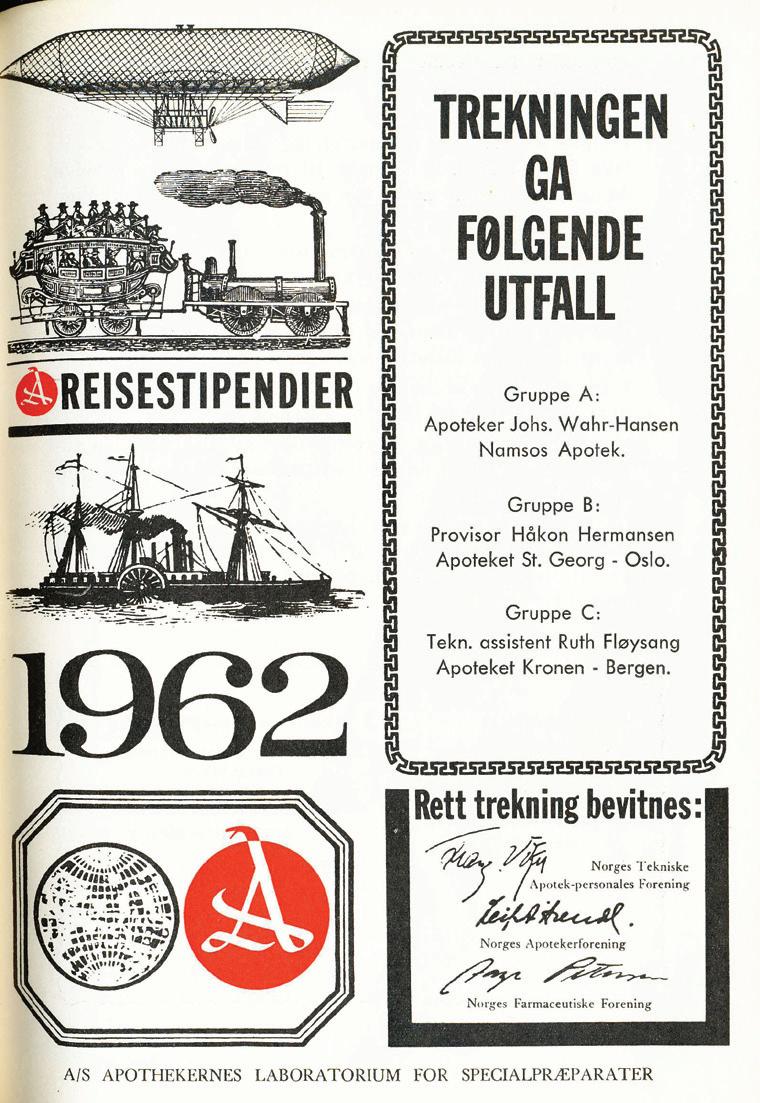 A REISESTIPENDIER
1962
A
TREKNINGEN
GA
FØLGENDE
UTFALL
Gruppe A:
Apoteker Johs. Wahr-Hansen
Namsos Apotek.
Gruppe B:
Provisor Håkon Hermansen
Apoteket St. Georg - Oslo.
Gruppe C:
Tekn. assistent Ruth Fløysang
Apoteket Kronen - Bergen.
Rett trekning bevitnes:
Norges Tekniske
Apotek-personales Forening
Norges Apotekerforening
Norges Farmaceutiske Forening
A/S APOTHEKERNES LABORATORIUM FOR SPECIALPRÆPARATER